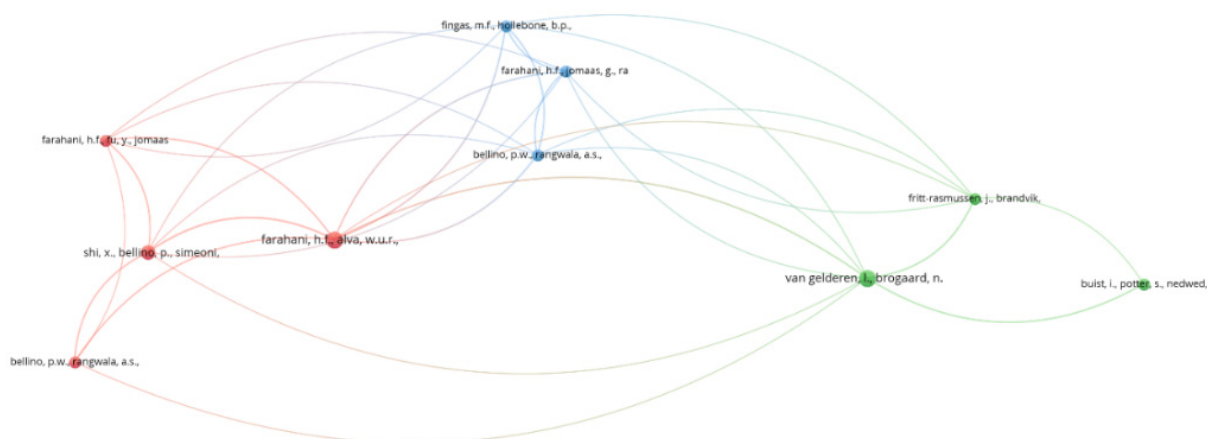 fingas, m.f., hollebone, b.p.,
farahani, h.f., jomaas, g., ra
farahani, h.f., fu, y., jomaas
bellino, p.w., rangwala, a.s.,
fritt-rasmussen, j., brandvik,
farahani, h.f., alva, w.u.r.,
shi, x., bellino, p., simeoni,
van gelderen, l., brogaard, n.
buist, i., potter, s., nedwed,
bellino, p.w., rangwala, a.s.,